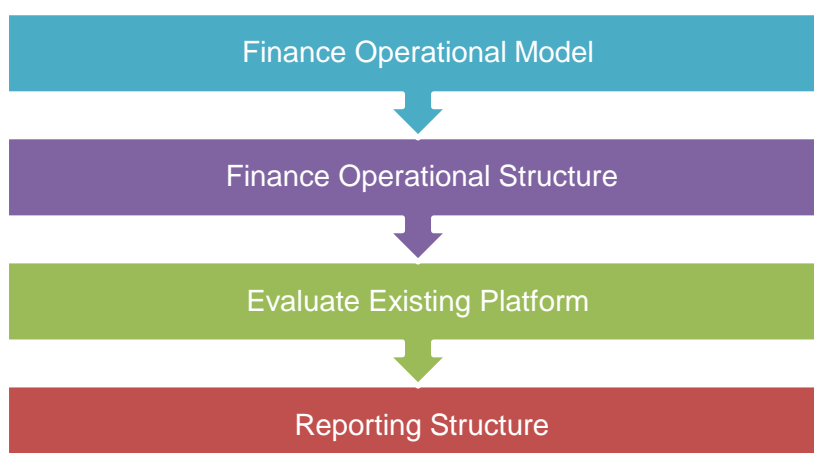 Finance Operational Model
Finance Operational Structure
Evaluate Existing Platform
Reporting Structure